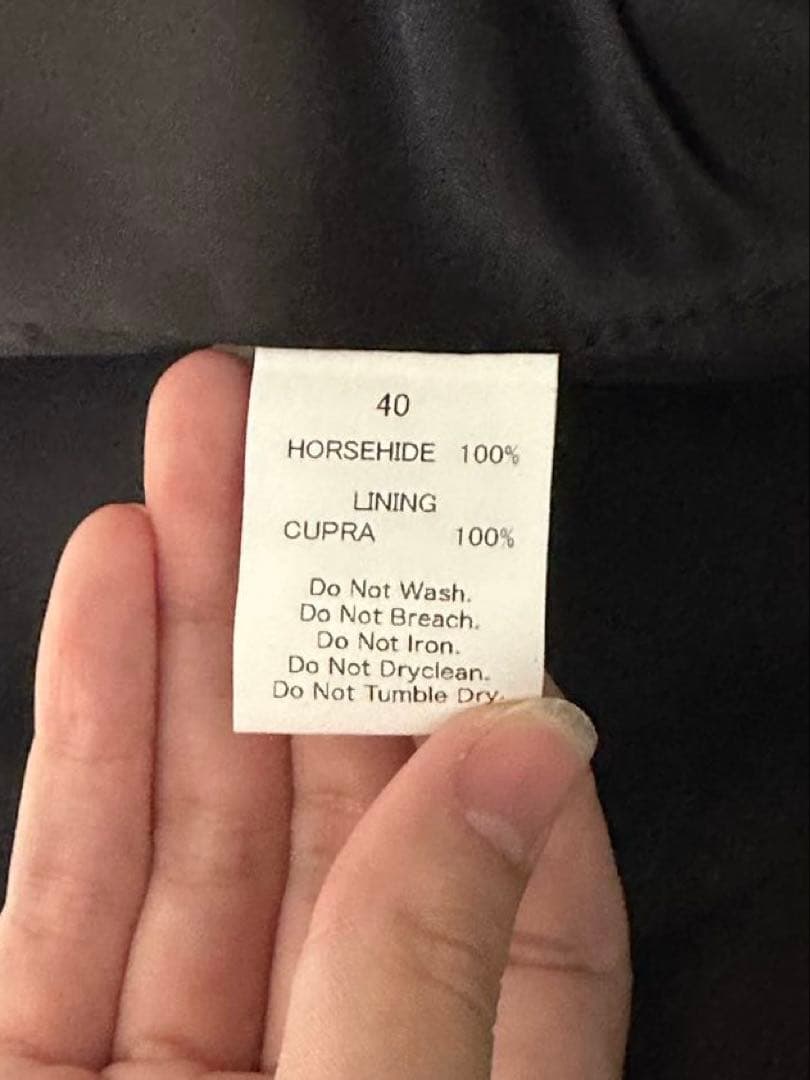 40
HORSEHIDE 100%
LINING
CUPRA 100%
Do Not Wash.
Do Not Breach.
Do Not Iron.
Do Not Dryclean.
Do Not Tumble Dry.